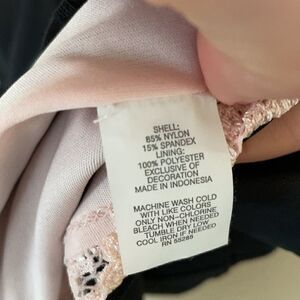 SHELL:
85% NYLON
15% SPANDEX
LINING:
100% POLYESTER
EXCLUSIVE OF
DECORATION
MADE IN INDONESIA
MACHINE WASH COLD
WITH LIKE COLORS
ONLY NON-CHLORINE
BLEACH WHEN NEEDED
TUMBLE DRY LOW
COOL IRON IF NEEDED
RN 55285